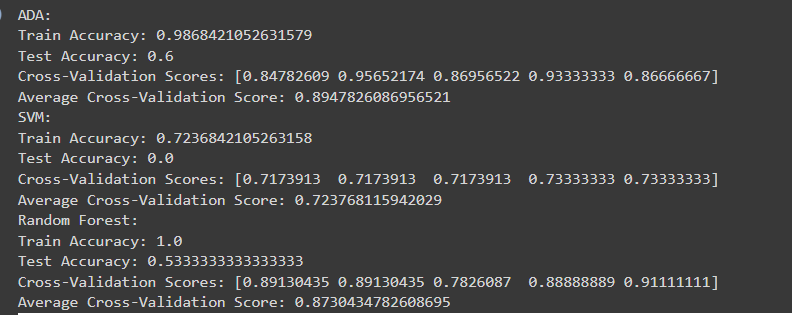 ADA:
Train Accuracy: 0.9868421052631579
Test Accuracy: 0.6
Cross-Validation Scores: [0.84782609 0.95652174 0.86956522 0.93333333 0.86666667]
Average Cross-Validation Score: 0.8947826086956521
SVM:
Train Accuracy: 0.7236842105263158
Test Accuracy: 0.0
Cross-Validation Scores: [0.7173913  0.7173913  0.7173913  0.73333333 0.73333333]
Average Cross-Validation Score: 0.723768115942029
Random Forest:
Train Accuracy: 1.0
Test Accuracy: 0.5333333333333333
Cross-Validation Scores: [0.89130435 0.89130435 0.7826087  0.88888889 0.91111111]
Average Cross-Validation Score: 0.8730434782608695